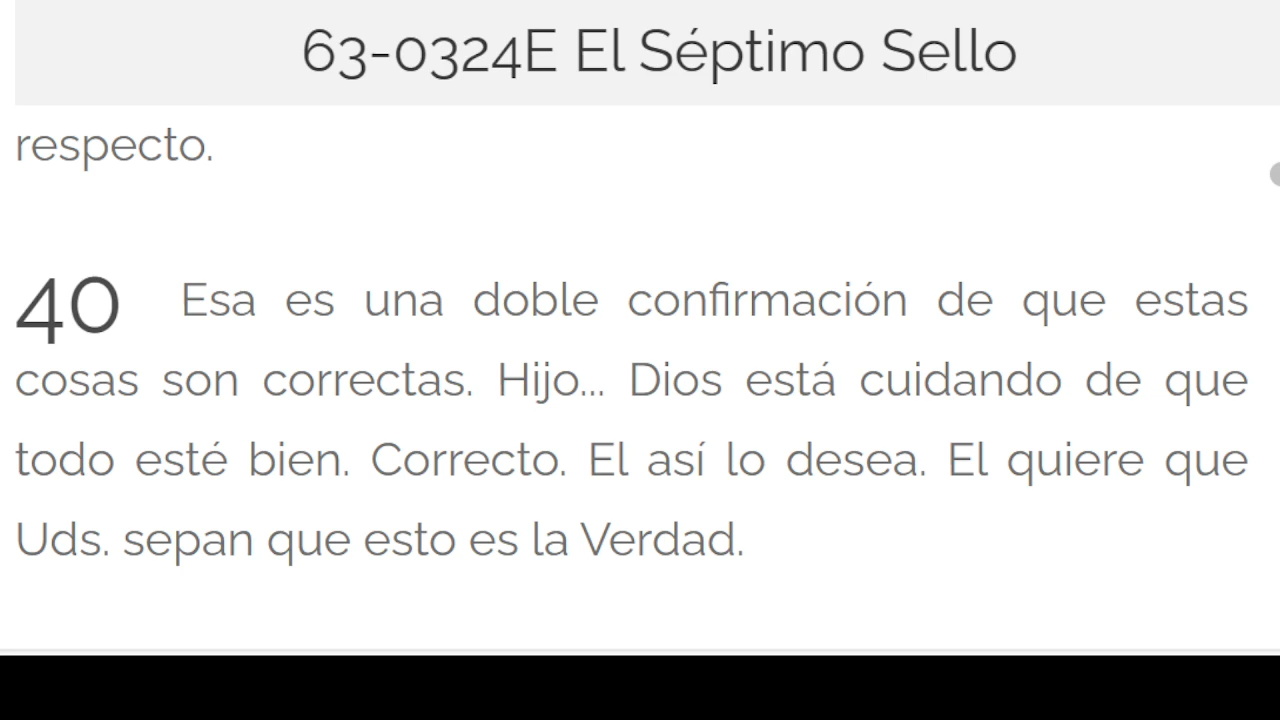 63-0324E El Séptimo Sello
respecto.
40 Esa es una doble confirmación de que estas
cosas son correctas. Hijo... Dios está cuidando de que
todo esté bien. Correcto. El así lo desea. El quiere que
Uds. sepan que esto es la Verdad.